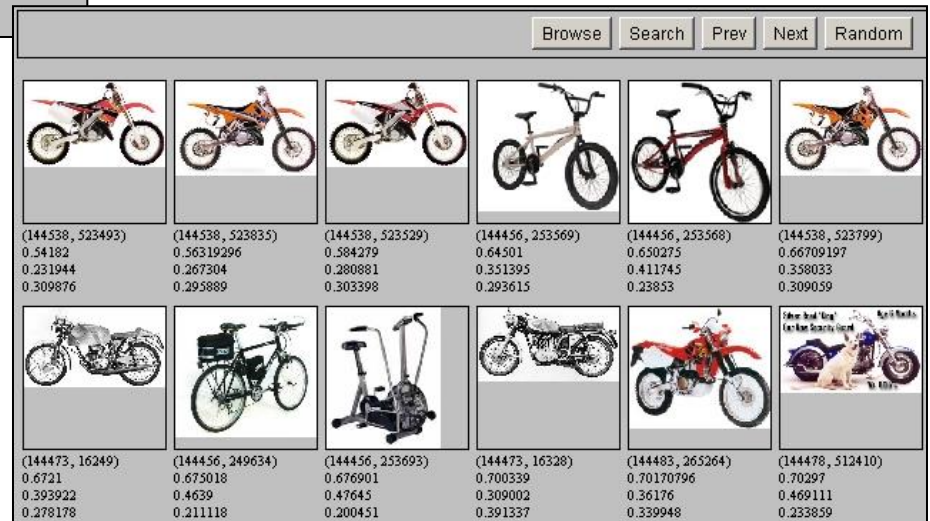 Browse Search Prev Next Random
(144538, 523493) (144538, 523835) (144538, 523529) (144456, 253569) (144456, 253568) (144538, 523799)
0.54182 0.56319296 0.584279 0.64501 0.650275 0.66709197
0.231944 0.267304 0.280881 0.351395 0.411745 0.358033
0.309876 0.295889 0.303398 0.293615 0.23853 0.309059
(144473, 16249) (144456, 249634) (144456, 253693) (144473, 16328) (144483, 265264) (144478, 512410)
0.6721 0.675018 0.676901 0.700339 0.70170796 0.70297
0.393922 0.4639 0.47645 0.309002 0.36176 0.469111
0.278178 0.211118 0.200451 0.391337 0.339948 0.233859